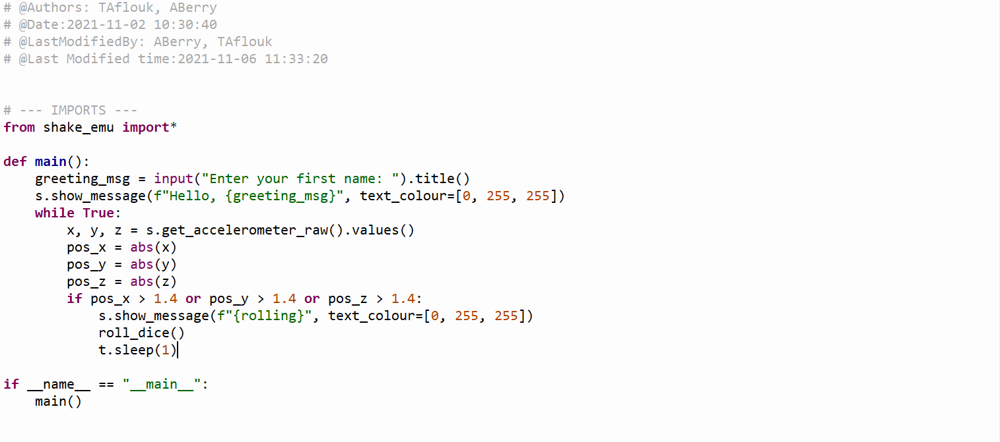 # @Authors: TAflouk, ABerry
# @Date:2021-11-02 10:30:40
# @LastModifiedBy: ABerry, TAflouk
# @Last Modified time:2021-11-06 11:33:20
# --- IMPORTS ---
from shake_emu import*
def main():
    greeting_msg = input("Enter your first name: ").title()
    s.show_message(f"Hello, {greeting_msg}", text_colour=[0, 255, 255])
    while True:
        x, y, z = s.get_accelerometer_raw().values()
        pos_x = abs(x)
        pos_y = abs(y)
        pos_z = abs(z)
        if pos_x > 1.4 or pos_y > 1.4 or pos_z > 1.4:
            s.show_message(f"{rolling}", text_colour=[0, 255, 255])
            roll_dice()
            t.sleep(1)
if __name__ == "__main__":
    main()